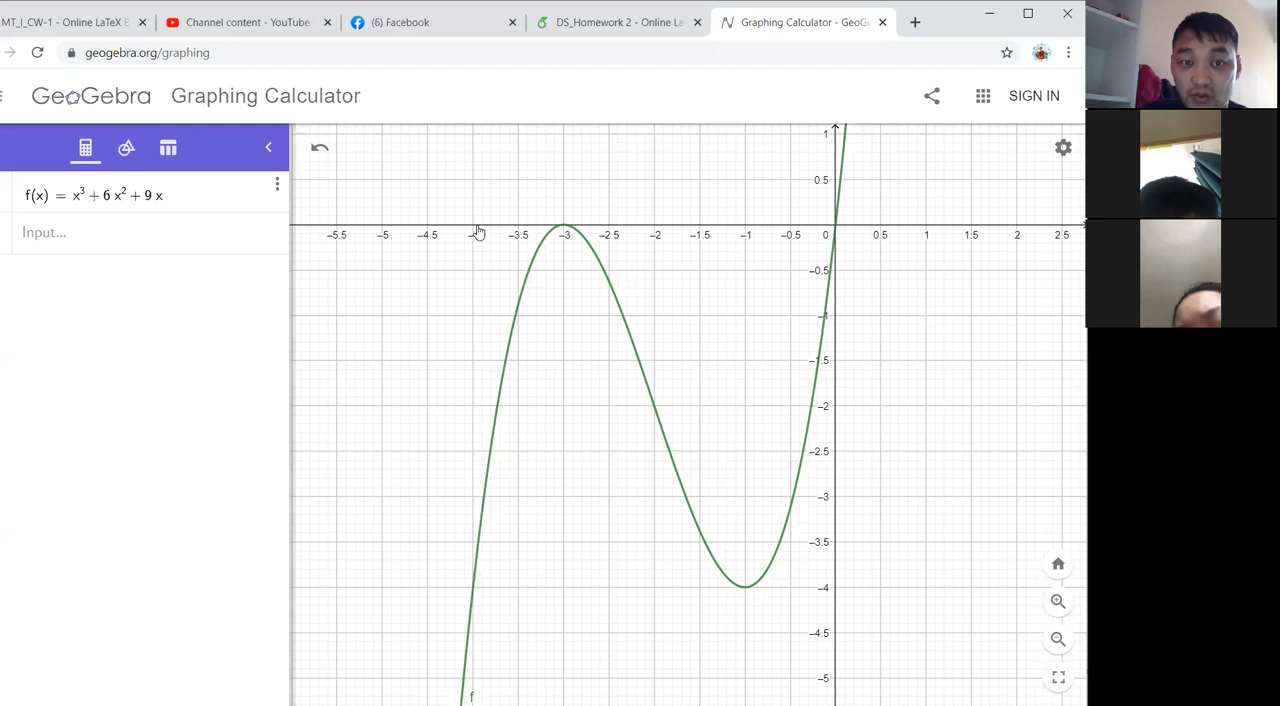 MT_I_CW-1 - Online LaTeX E
Channel content - YouTube
(6) Facebook
DS_Homework 2 - Online La
Graphing Calculator - GeoGe
geogebra.org/graphing
GeoGebra Graphing Calculator
SIGN IN
f(x) = x³ + 6 x² + 9 x
Input...
1
0.5
−5.5 −5 −4.5 −3.5 −3 −2.5 −2 −1.5 −1 −0.5 0 0.5 1 1.5 2 2.5
−0.5
−1
−1.5
−2
−2.5
−3
−3.5
−4
−4.5
−5
f